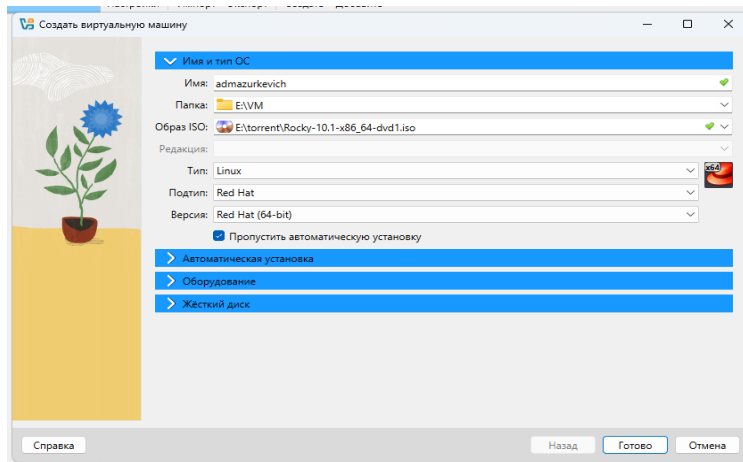 Создать виртуальную машину
Имя и тип ОС
Имя: admazurkevich
Папка: E:\VM
Образ ISO: E:\torrent\Rocky-10.1-x86_64-dvd1.iso
Редакция:
Тип: Linux
x64
Подтип: Red Hat
Версия: Red Hat (64-bit)
Пропустить автоматическую установку
Автоматическая установка
Оборудование
Жёсткий диск
Справка Назад Готово Отмена